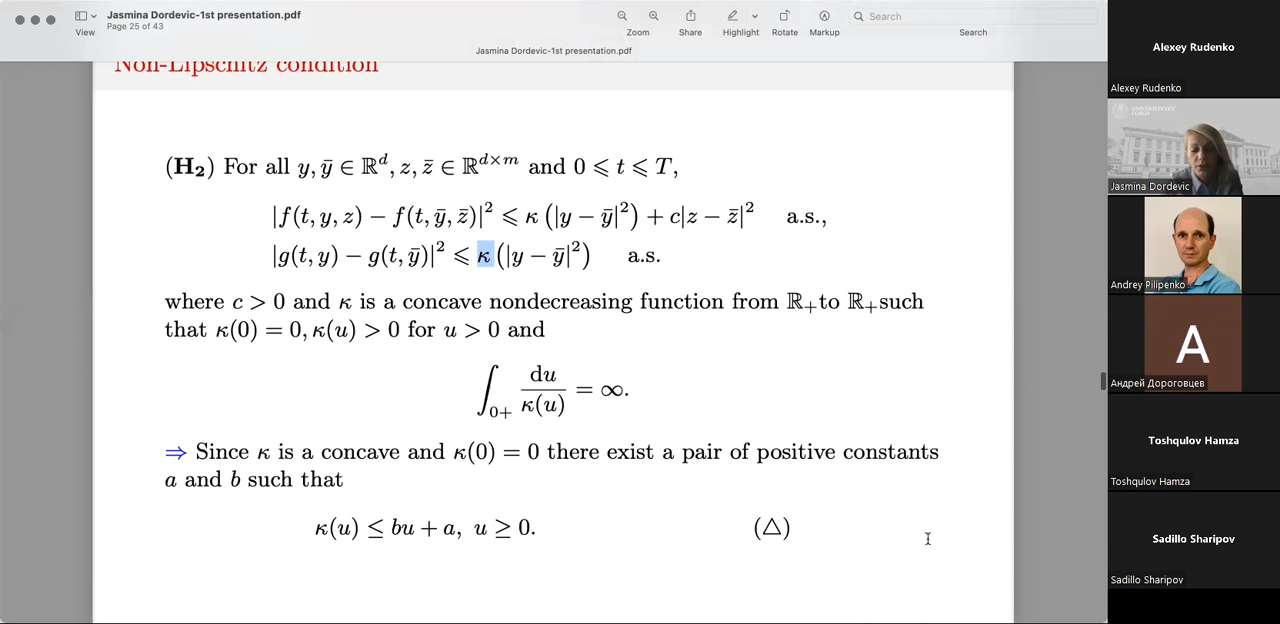 Jasmina Dordevic-1st presentation.pdf
Page 25 of 43
View
Zoom
Share
Highlight
Rotate
Markup
Search
Search
Jasmina Dordevic-1st presentation.pdf
Non-Lipschitz condition
(H₂) For all y, ȳ ∈ ℝᵈ, z, z̄ ∈ ℝᵈˣᵐ and 0 ⩽ t ⩽ T,
|f(t, y, z) − f(t, ȳ, z̄)|² ⩽ κ (|y − ȳ|²) + c|z − z̄|² a.s.,
|g(t, y) − g(t, ȳ)|² ⩽ κ (|y − ȳ|²) a.s.
where c > 0 and κ is a concave nondecreasing function from ℝ₊to ℝ₊such
that κ(0) = 0, κ(u) > 0 for u > 0 and
∫₀₊ du/κ(u) = ∞.
⇒ Since κ is a concave and κ(0) = 0 there exist a pair of positive constants
a and b such that
κ(u) ≤ bu + a, u ≥ 0. (△)
Alexey Rudenko
Alexey Rudenko
Jasmina Dordevic
Andrey Pilipenko
А
Андрей Дороговцев
Toshqulov Hamza
Toshqulov Hamza
Sadillo Sharipov
Sadillo Sharipov